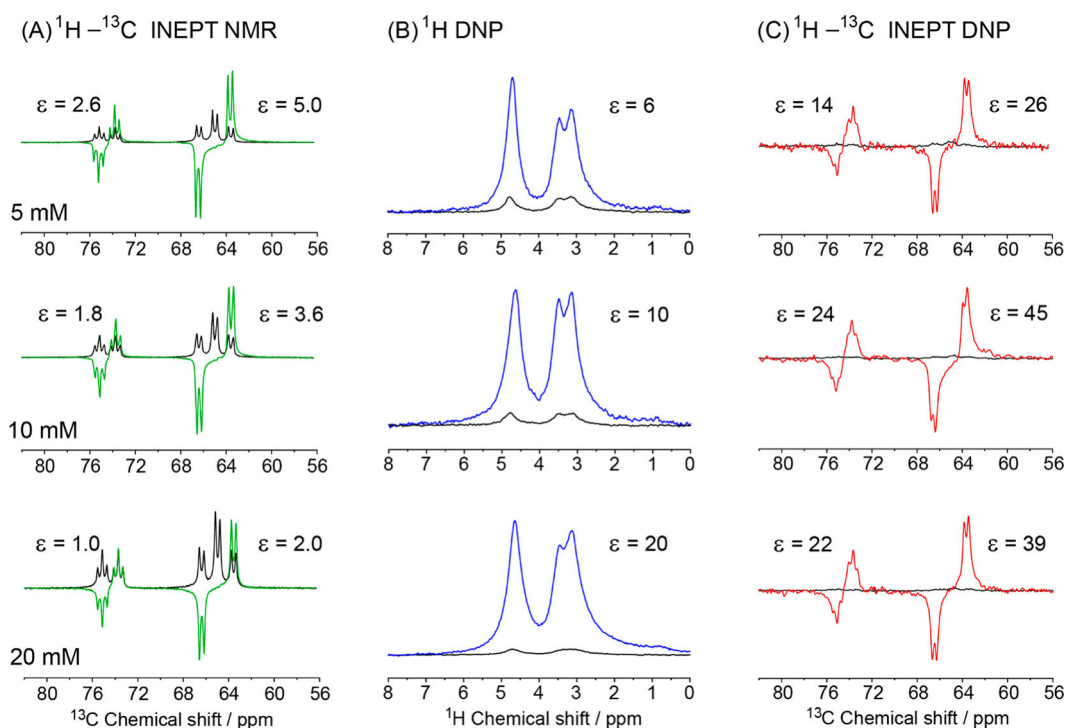 (A) ¹H –¹³C INEPT NMR
(B) ¹H DNP
(C) ¹H –¹³C INEPT DNP
ε = 2.6
ε = 5.0
5 mM
80 76 72 68 64 60 56
ε = 6
8 7 6 5 4 3 2 1 0
ε = 14
ε = 26
80 76 72 68 64 60 56
ε = 1.8
ε = 3.6
10 mM
80 76 72 68 64 60 56
ε = 10
8 7 6 5 4 3 2 1 0
ε = 24
ε = 45
80 76 72 68 64 60 56
ε = 1.0
ε = 2.0
20 mM
80 76 72 68 64 60 56
¹³C Chemical shift / ppm
ε = 20
8 7 6 5 4 3 2 1 0
¹H Chemical shift / ppm
ε = 22
ε = 39
80 76 72 68 64 60 56
¹³C Chemical shift / ppm